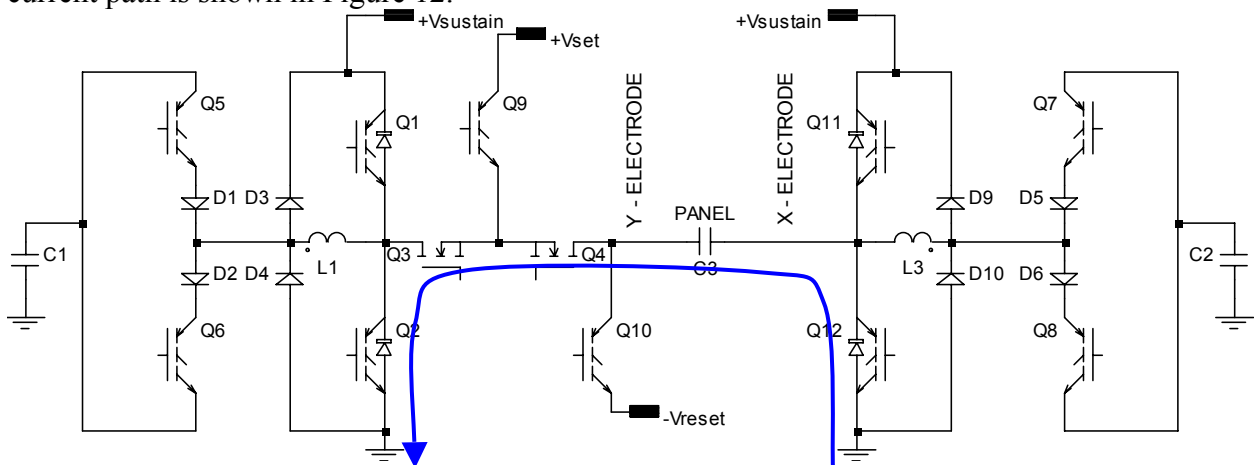 current path is shown in Figure 12.
+Vsustain
+Vset
+Vsustain
Q5
Q1
Q9
Y - ELECTRODE
X - ELECTRODE
Q11
Q7
D1
D3
PANEL
D9
D5
C1
L1
Q3
Q4
C3
L3
C2
D2
D4
D10
D6
Q6
Q2
Q10
Q12
Q8
-Vreset